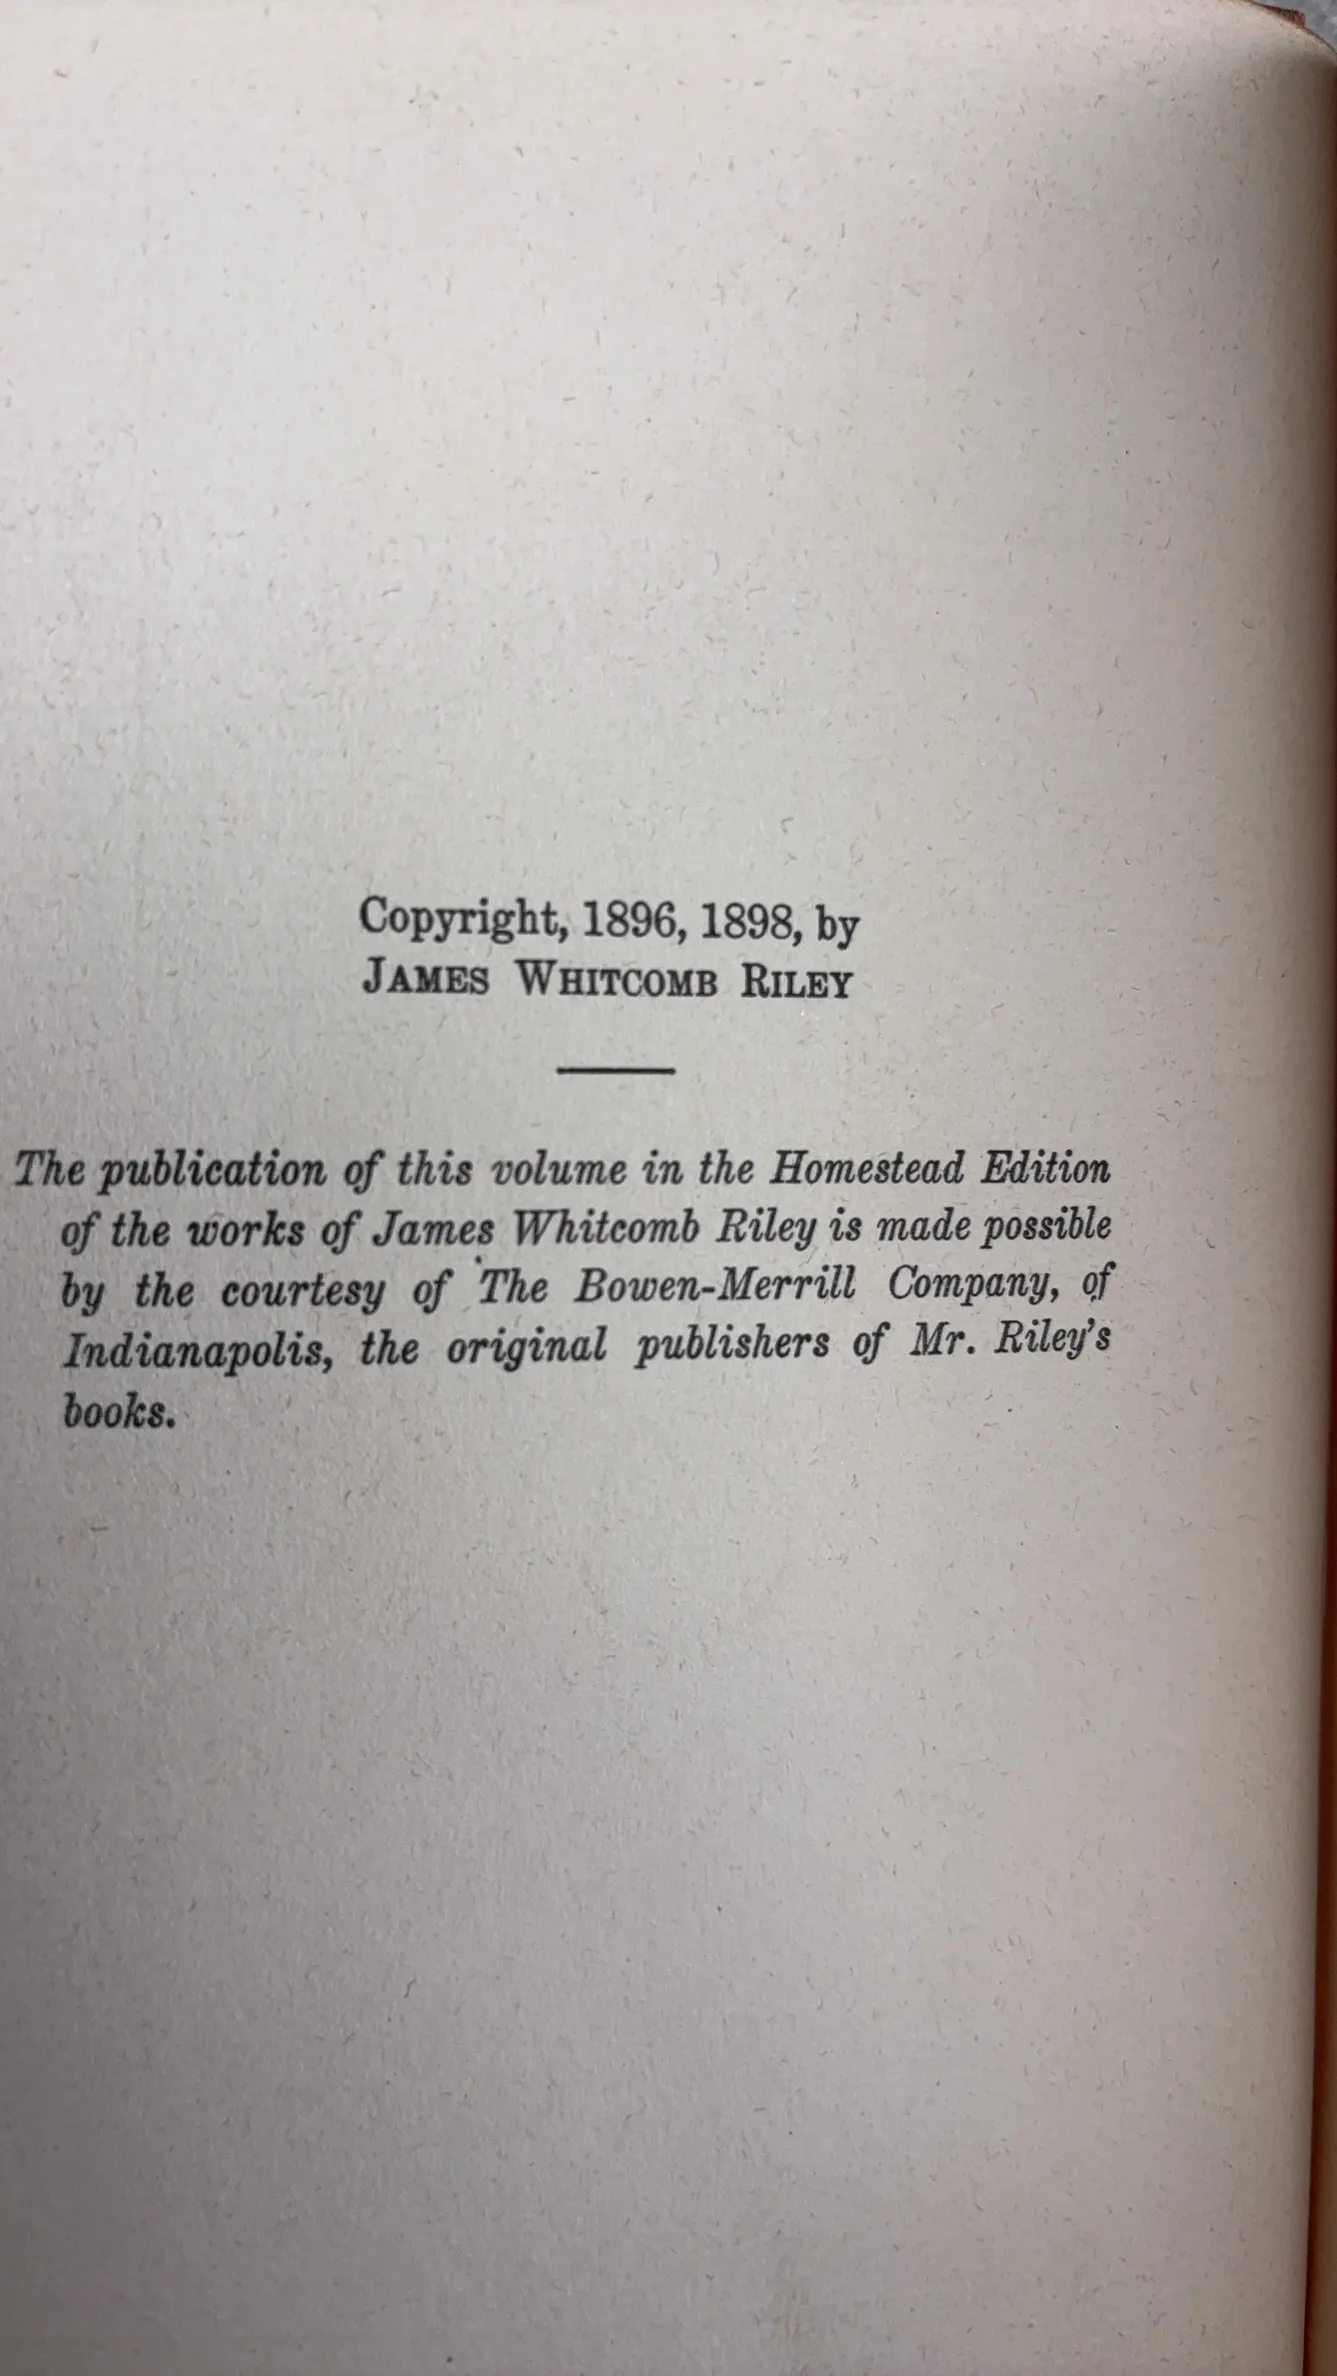 Copyright, 1896, 1898, by
JAMES WHITCOMB RILEY
The publication of this volume in the Homestead Edition
of the works of James Whitcomb Riley is made possible
by the courtesy of The Bowen-Merrill Company, of
Indianapolis, the original publishers of Mr. Riley's
books.